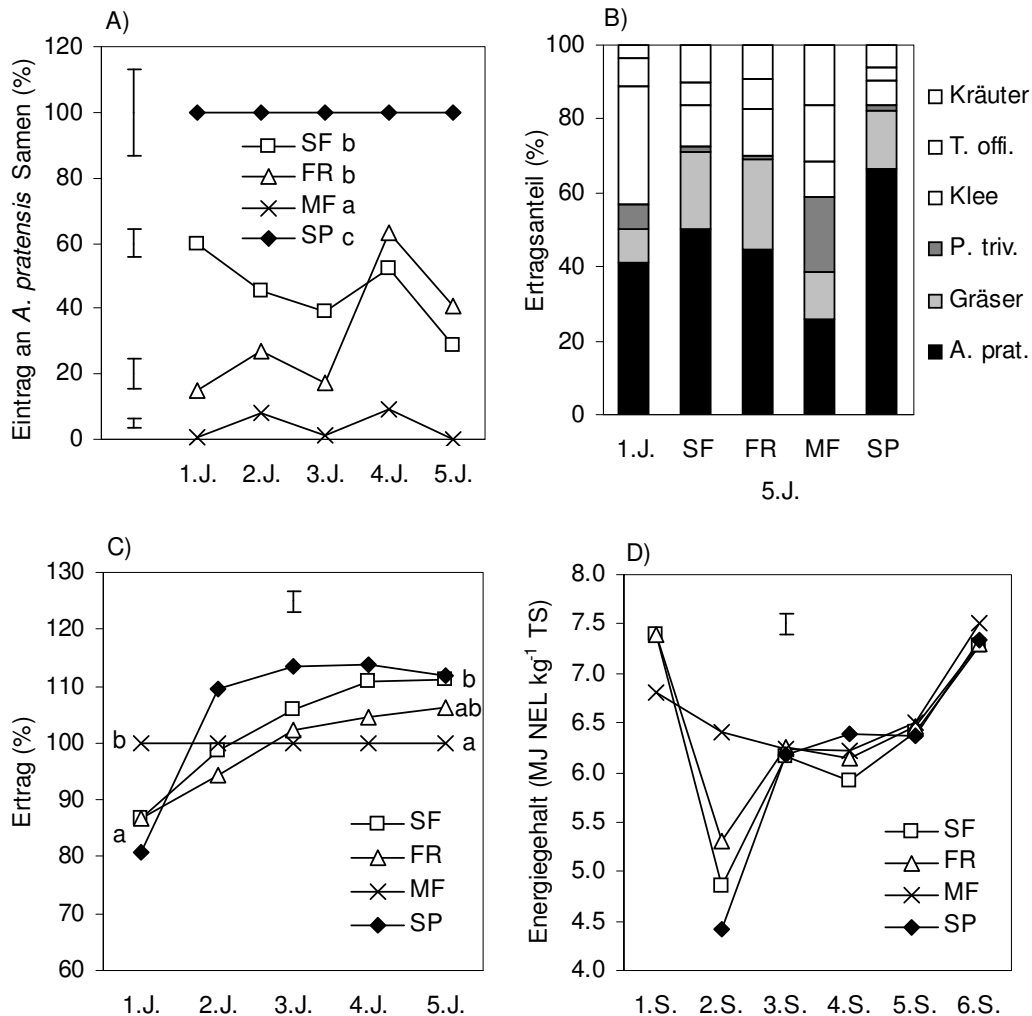 A)
Eintrag an A. pratensis Samen (%)
120
100
80
60
40
20
0
SF b
FR b
MF a
SP c
1.J. 2.J. 3.J. 4.J. 5.J.
B)
Ertragsanteil (%)
100
80
60
40
20
0
Kräuter
T. offi.
Klee
P. triv.
Gräser
A. prat.
1.J. SF FR MF SP
5.J.
C)
Ertrag (%)
130
120
110
100
90
80
70
60
b
a
b
ab
a
SF
FR
MF
SP
1.J. 2.J. 3.J. 4.J. 5.J.
D)
Energiegehalt (MJ NEL kg-1 TS)
8.0
7.5
7.0
6.5
6.0
5.5
5.0
4.5
4.0
SF
FR
MF
SP
1.S. 2.S. 3.S. 4.S. 5.S. 6.S.